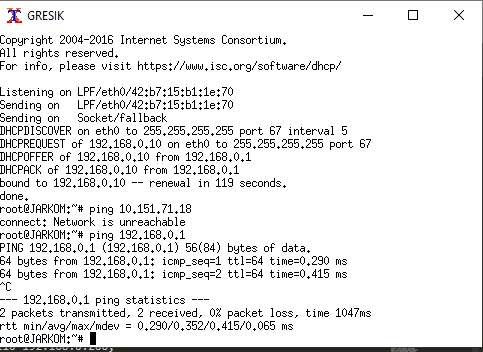 GRESIK
Copyright 2004-2016 Internet Systems Consortium.
All rights reserved.
For info, please visit https://www.isc.org/software/dhcp/
Listening on LPF/eth0/42:b7:15:b1:1e:70
Sending on   LPF/eth0/42:b7:15:b1:1e:70
Sending on   Socket/fallback
DHCPDISCOVER on eth0 to 255.255.255.255 port 67 interval 5
DHCPREQUEST of 192.168.0.10 on eth0 to 255.255.255.255 port 67
DHCPOFFER of 192.168.0.10 from 192.168.0.1
DHCPACK of 192.168.0.10 from 192.168.0.1
bound to 192.168.0.10 -- renewal in 119 seconds.
done.
root@JARKOM:~# ping 10.151.71.18
connect: Network is unreachable
root@JARKOM:~# ping 192.168.0.1
PING 192.168.0.1 (192.168.0.1) 56(84) bytes of data.
64 bytes from 192.168.0.1: icmp_seq=1 ttl=64 time=0.290 ms
64 bytes from 192.168.0.1: icmp_seq=2 ttl=64 time=0.415 ms
^C
--- 192.168.0.1 ping statistics ---
2 packets transmitted, 2 received, 0% packet loss, time 1047ms
rtt min/avg/max/mdev = 0.290/0.352/0.415/0.065 ms
root@JARKOM:~#